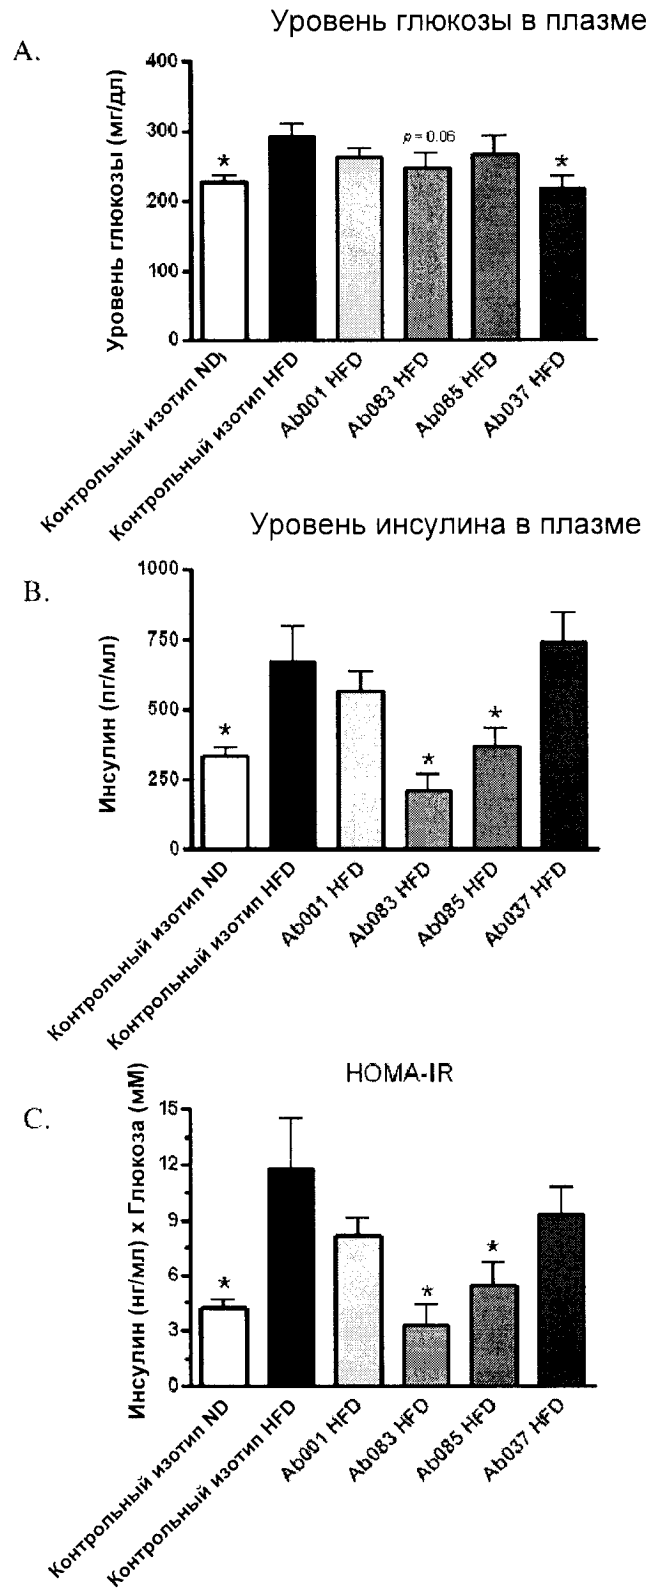 Уровень глюкозы в плазме
A.
Уровень глюкозы (мг/дл)
400
300
200
100
0
*
p = 0.06
*
Контрольный изотип ND)
Контрольный изотип HFD
Ab001 HFD
Ab083 HFD
Ab085 HFD
Ab037 HFD
Уровень инсулина в плазме
B.
Инсулин (пг/мл)
1000
750
500
250
0
*
*
*
Контрольный изотип ND
Контрольный изотип HFD
Ab001 HFD
Ab083 HFD
Ab085 HFD
Ab037 HFD
HOMA-IR
C.
Инсулин (нг/мл) x Глюкоза (мМ)
15
12
9
6
3
0
*
*
*
Контрольный изотип ND
Контрольный изотип HFD
Ab001 HFD
Ab083 HFD
Ab085 HFD
Ab037 HFD